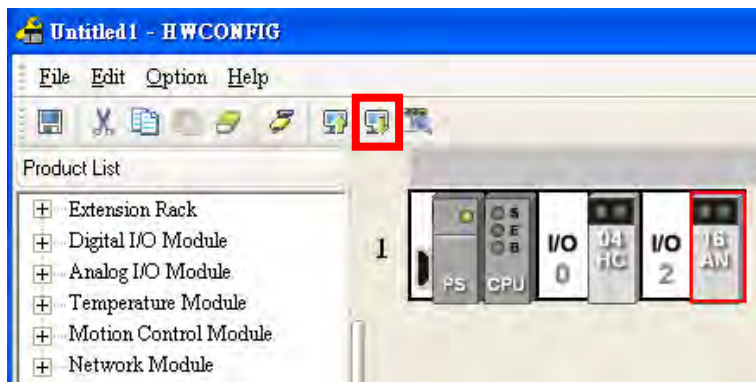 Untitled1 - HWCONFIG
File Edit Option Help
Product List
Extension Rack
Digital I/O Module
Analog I/O Module
Temperature Module
Motion Control Module
Network Module
1
PS
CPU
S
E
B
I/O
0
04
HC
I/O
2
16
AN